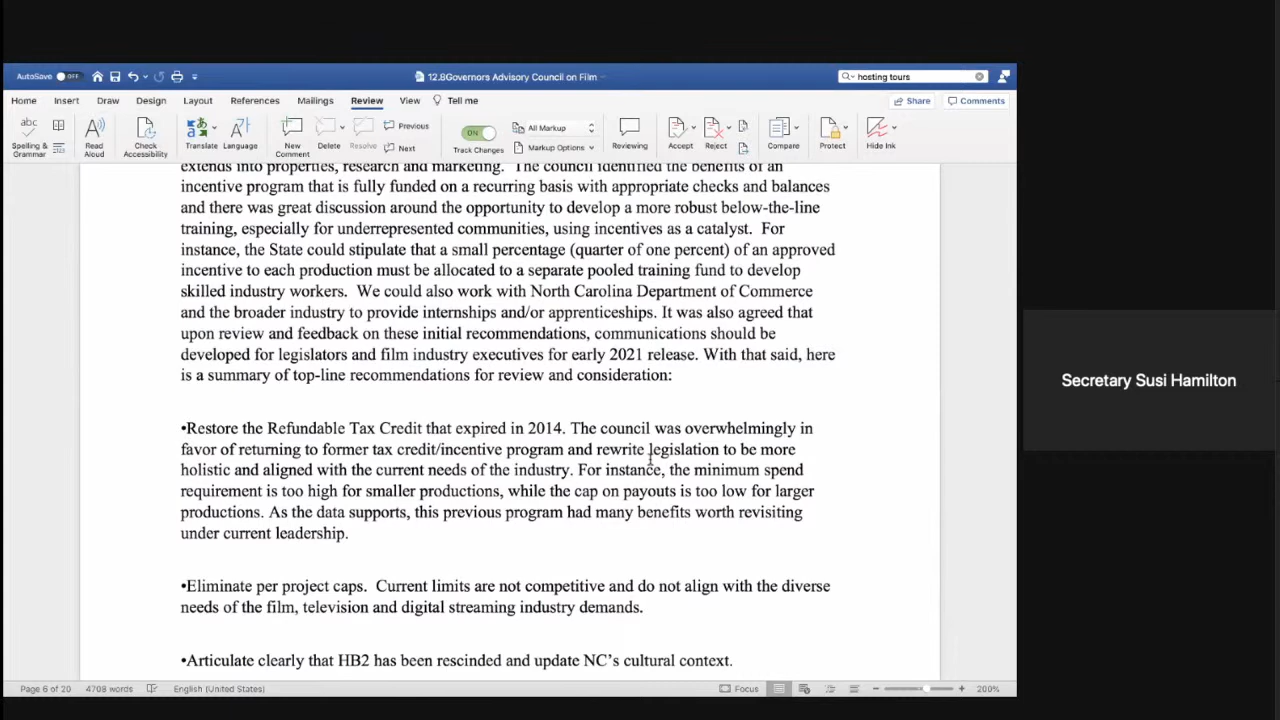 AutoSave OFF
12.8Governors Advisory Council on Film
hosting tours
Home Insert Draw Design Layout References Mailings Review View Tell me
Share Comments
abc
Spelling & Grammar
Read Aloud
Check Accessibility
Translate
Language
New Comment
Delete
Resolve
Previous
Next
ON
Track Changes
All Markup
Markup Options
Reviewing
Accept
Reject
Compare
Protect
Hide Ink
extends into properties, research and marketing. The council identified the benefits of an
incentive program that is fully funded on a recurring basis with appropriate checks and balances
and there was great discussion around the opportunity to develop a more robust below-the-line
training, especially for underrepresented communities, using incentives as a catalyst. For
instance, the State could stipulate that a small percentage (quarter of one percent) of an approved
incentive to each production must be allocated to a separate pooled training fund to develop
skilled industry workers. We could also work with North Carolina Department of Commerce
and the broader industry to provide internships and/or apprenticeships. It was also agreed that
upon review and feedback on these initial recommendations, communications should be
developed for legislators and film industry executives for early 2021 release. With that said, here
is a summary of top-line recommendations for review and consideration:
•Restore the Refundable Tax Credit that expired in 2014. The council was overwhelmingly in
favor of returning to former tax credit/incentive program and rewrite legislation to be more
holistic and aligned with the current needs of the industry. For instance, the minimum spend
requirement is too high for smaller productions, while the cap on payouts is too low for larger
productions. As the data supports, this previous program had many benefits worth revisiting
under current leadership.
•Eliminate per project caps. Current limits are not competitive and do not align with the diverse
needs of the film, television and digital streaming industry demands.
•Articulate clearly that HB2 has been rescinded and update NC's cultural context.
Page 6 of 20 4708 words English (United States) Focus 200%
Secretary Susi Hamilton